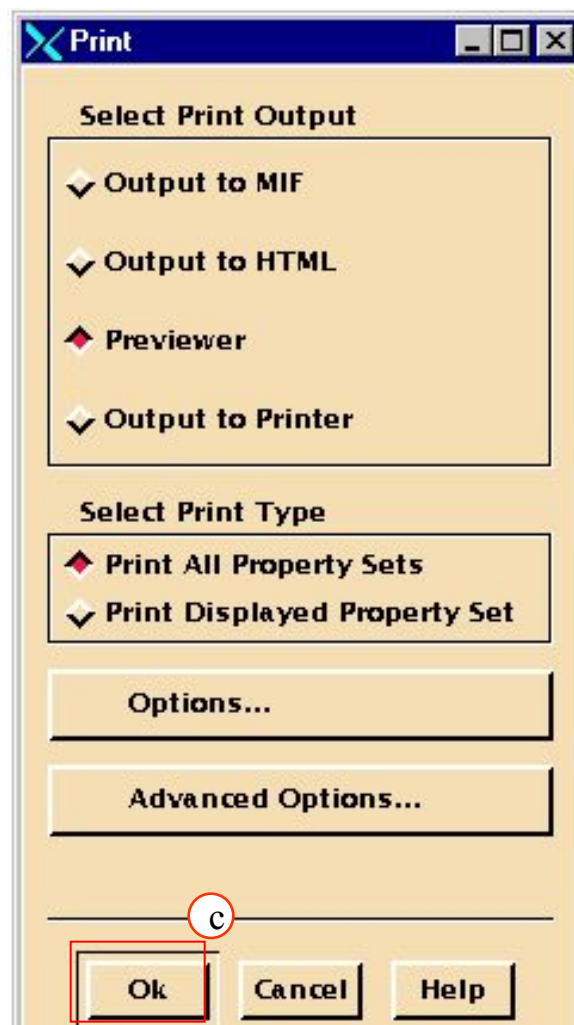 Print
Select Print Output
Output to MIF
Output to HTML
Previewer
Output to Printer
Select Print Type
Print All Property Sets
Print Displayed Property Set
Options...
Advanced Options...
c
Ok Cancel Help